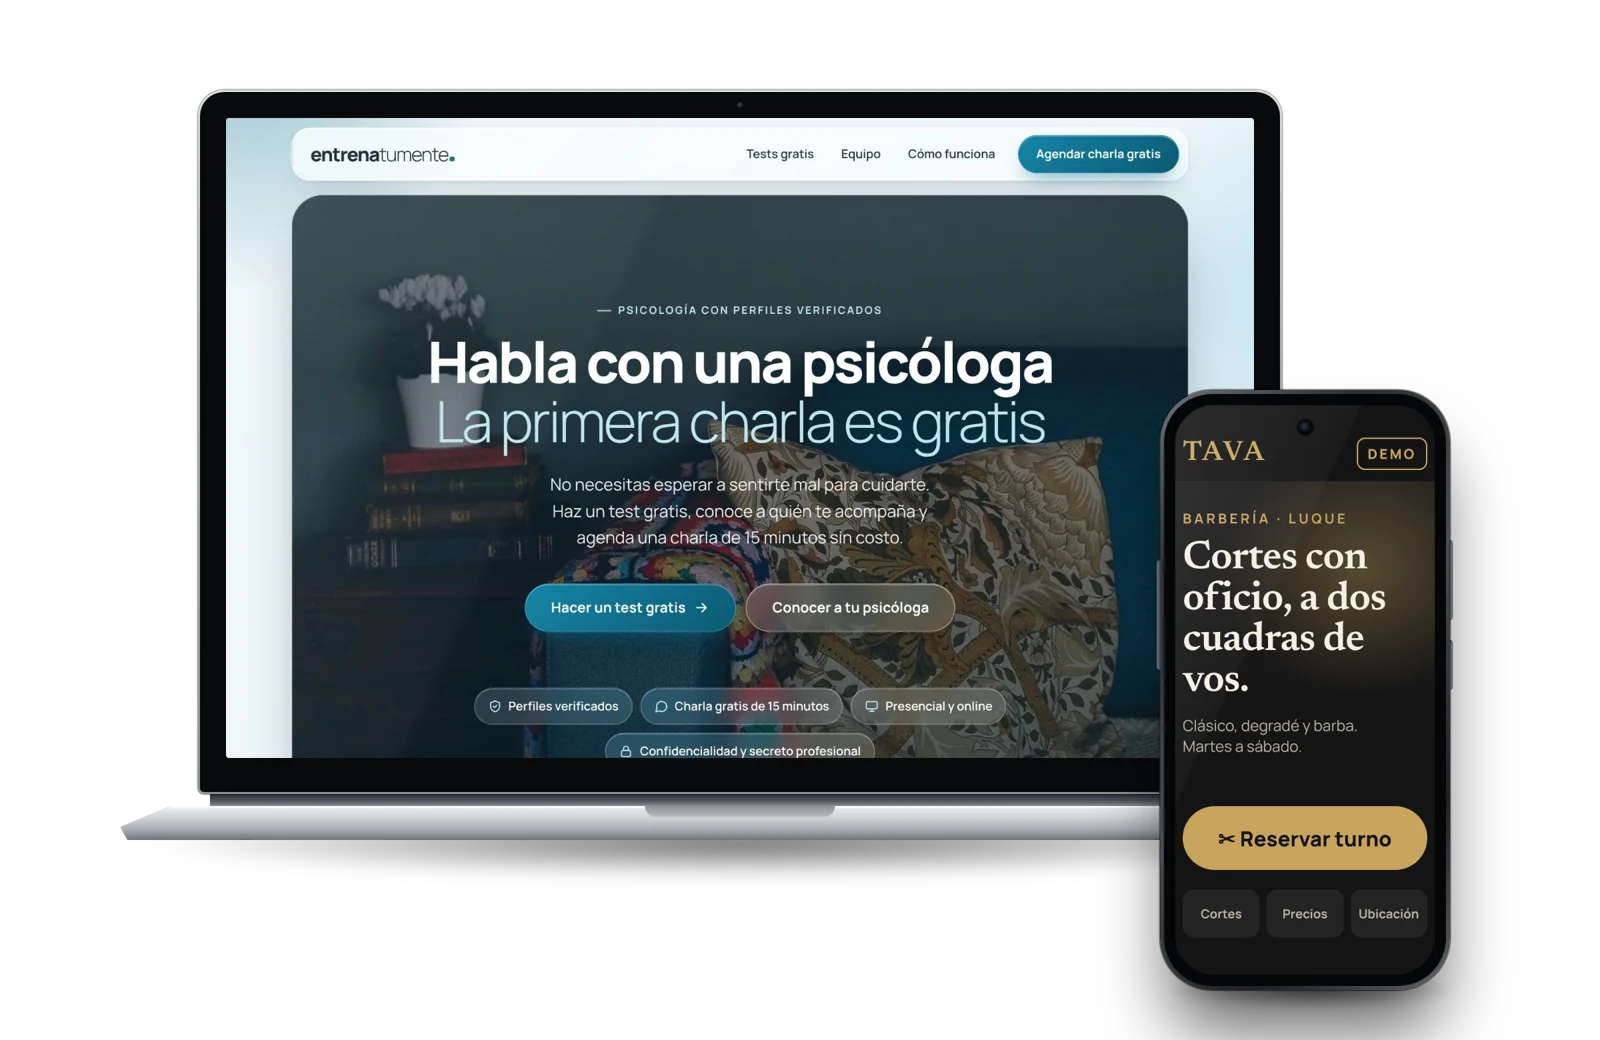 entrenatumente.
Tests gratis
Equipo
Cómo funciona
Agendar charla gratis
— PSICOLOGÍA CON PERFILES VERIFICADOS
Habla con una psicóloga
La primera charla es gratis
No necesitas esperar a sentirte mal para cuidarte.
Haz un test gratis, conoce a quién te acompaña y
agenda una charla de 15 minutos sin costo.
Hacer un test gratis →
Conocer a tu psicóloga
Perfiles verificados
Charla gratis de 15 minutos
Presencial y online
Confidencialidad y secreto profesional
TAVA
DEMO
BARBERÍA · LUQUE
Cortes con
oficio, a dos
cuadras de
vos.
Clásico, degradé y barba.
Martes a sábado.
✂ Reservar turno
Cortes
Precios
Ubicación